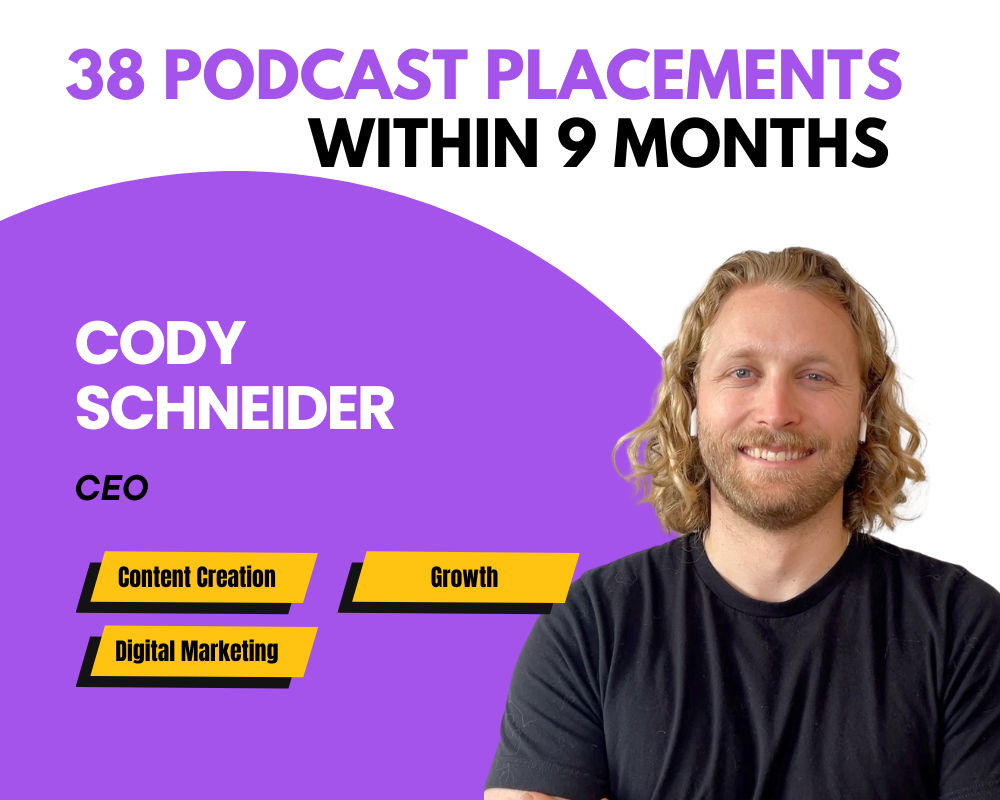 38 PODCAST PLACEMENTS
WITHIN 9 MONTHS
CODY
SCHNEIDER
CEO
Content Creation
Growth
Digital Marketing